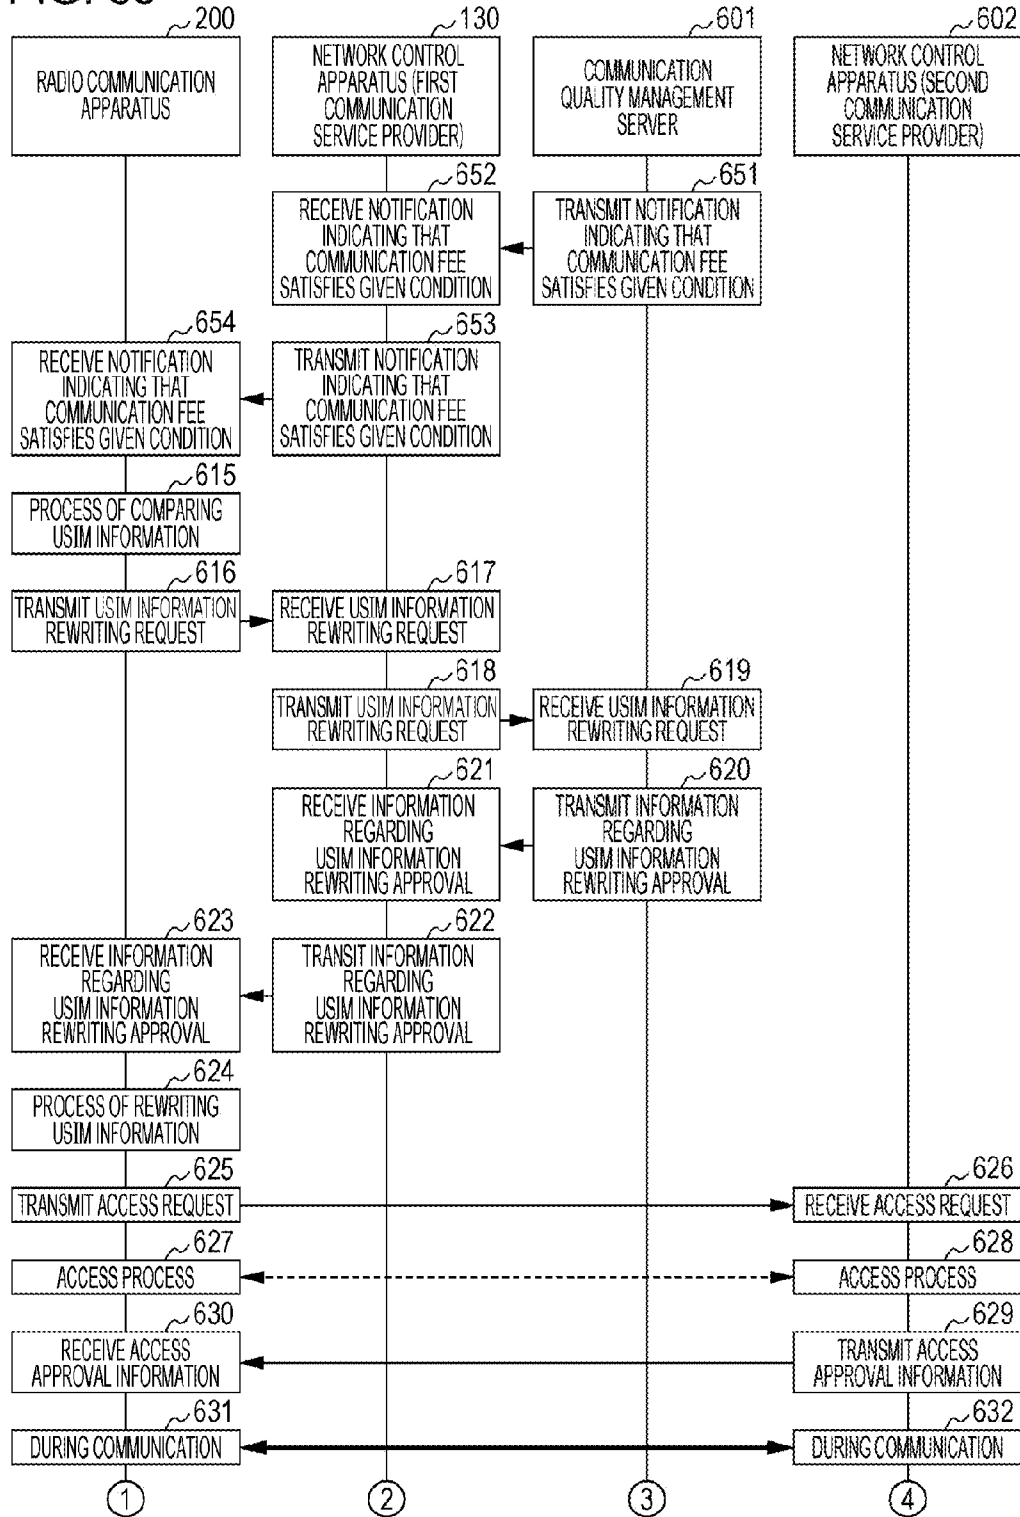 200
130
601
602
RADIO COMMUNICATION
APPARATUS
NETWORK CONTROL
APPARATUS (FIRST
COMMUNICATION
SERVICE PROVIDER)
COMMUNICATION
QUALITY MANAGEMENT
SERVER
NETWORK CONTROL
APPARATUS (SECOND
COMMUNICATION
SERVICE PROVIDER)
652
RECEIVE NOTIFICATION
INDICATING THAT
COMMUNICATION FEE
SATISFIES GIVEN CONDITION
651
TRANSMIT NOTIFICATION
INDICATING THAT
COMMUNICATION FEE
SATISFIES GIVEN CONDITION
654
RECEIVE NOTIFICATION
INDICATING THAT
COMMUNICATION FEE
SATISFIES GIVEN CONDITION
653
TRANSMIT NOTIFICATION
INDICATING THAT
COMMUNICATION FEE
SATISFIES GIVEN CONDITION
615
PROCESS OF COMPARING
USIM INFORMATION
616
TRANSMIT USIM INFORMATION
REWRITING REQUEST
617
RECEIVE USIM INFORMATION
REWRITING REQUEST
618
TRANSMIT USIM INFORMATION
REWRITING REQUEST
619
RECEIVE USIM INFORMATION
REWRITING REQUEST
621
RECEIVE INFORMATION
REGARDING
USIM INFORMATION
REWRITING APPROVAL
620
TRANSMIT INFORMATION
REGARDING
USIM INFORMATION
REWRITING APPROVAL
623
RECEIVE INFORMATION
REGARDING
USIM INFORMATION
REWRITING APPROVAL
622
TRANSIT INFORMATION
REGARDING
USIM INFORMATION
REWRITING APPROVAL
624
PROCESS OF REWRITING
USIM INFORMATION
625
TRANSMIT ACCESS REQUEST
626
RECEIVE ACCESS REQUEST
627
ACCESS PROCESS
628
ACCESS PROCESS
630
RECEIVE ACCESS
APPROVAL INFORMATION
629
TRANSMIT ACCESS
APPROVAL INFORMATION
631
DURING COMMUNICATION
632
DURING COMMUNICATION
1
2
3
4